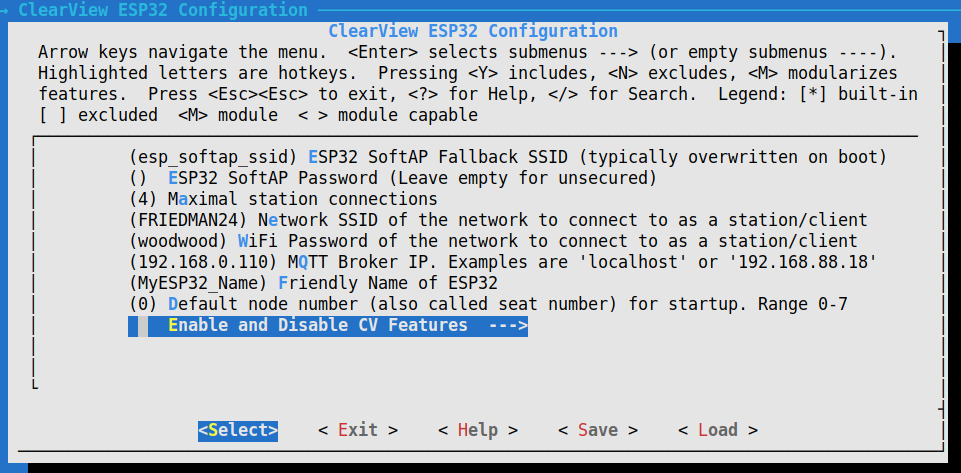 → ClearView ESP32 Configuration
ClearView ESP32 Configuration
Arrow keys navigate the menu.  <Enter> selects submenus ---> (or empty submenus ----).
Highlighted letters are hotkeys.  Pressing <Y> includes, <N> excludes, <M> modularizes
features.  Press <Esc><Esc> to exit, <?> for Help, </> for Search.  Legend: [*] built-in
[ ] excluded  <M> module  < > module capable
(esp_softap_ssid) ESP32 SoftAP Fallback SSID (typically overwritten on boot)
()  ESP32 SoftAP Password (Leave empty for unsecured)
(4) Maximal station connections
(FRIEDMAN24) Network SSID of the network to connect to as a station/client
(woodwood) WiFi Password of the network to connect to as a station/client
(192.168.0.110) MQTT Broker IP. Examples are 'localhost' or '192.168.88.18'
(MyESP32_Name) Friendly Name of ESP32
(0) Default node number (also called seat number) for startup. Range 0-7
Enable and Disable CV Features  --->
<Select>    < Exit >    < Help >    < Save >    < Load >